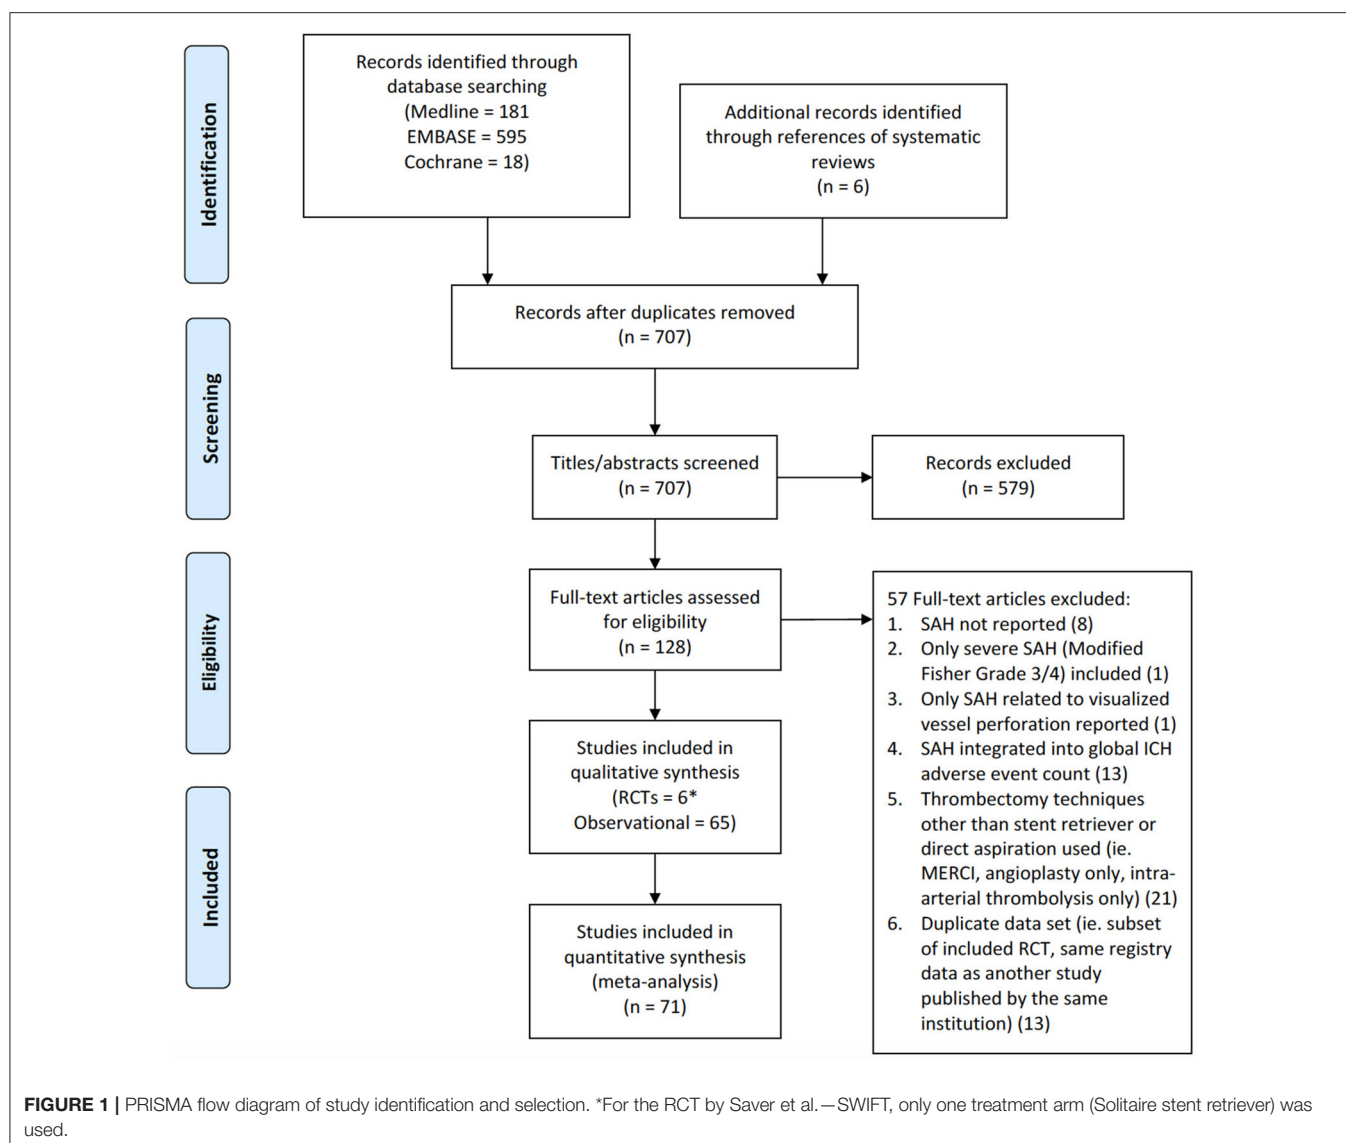 Identification
Records identified through
database searching
(Medline = 181
EMBASE = 595
Cochrane = 18)
Additional records identified
through references of systematic
reviews
(n = 6)
Records after duplicates removed
(n = 707)
Screening
Titles/abstracts screened
(n = 707)
Records excluded
(n = 579)
Eligibility
Full-text articles assessed
for eligibility
(n = 128)
57 Full-text articles excluded:
1. SAH not reported (8)
2. Only severe SAH (Modified
Fisher Grade 3/4) included (1)
3. Only SAH related to visualized
vessel perforation reported (1)
4. SAH integrated into global ICH
adverse event count (13)
5. Thrombectomy techniques
other than stent retriever or
direct aspiration used (ie.
MERCI, angioplasty only, intra-
arterial thrombolysis only) (21)
6. Duplicate data set (ie. subset
of included RCT, same registry
data as another study
published by the same
institution) (13)
Studies included in
qualitative synthesis
(RCTs = 6*
Observational = 65)
Included
Studies included in
quantitative synthesis
(meta-analysis)
(n = 71)
FIGURE 1 | PRISMA flow diagram of study identification and selection. *For the RCT by Saver et al.—SWIFT, only one treatment arm (Solitaire stent retriever) was
used.